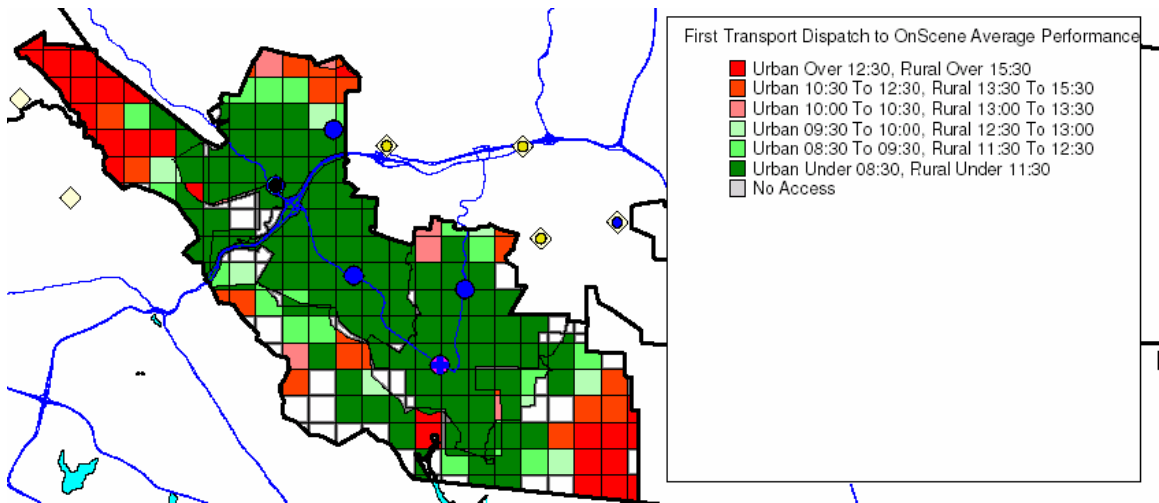 First Transport Dispatch to OnScene Average Performance
Urban Over 12:30, Rural Over 15:30
Urban 10:30 To 12:30, Rural 13:30 To 15:30
Urban 10:00 To 10:30, Rural 13:00 To 13:30
Urban 09:30 To 10:00, Rural 12:30 To 13:00
Urban 08:30 To 09:30, Rural 11:30 To 12:30
Urban Under 08:30, Rural Under 11:30
No Access